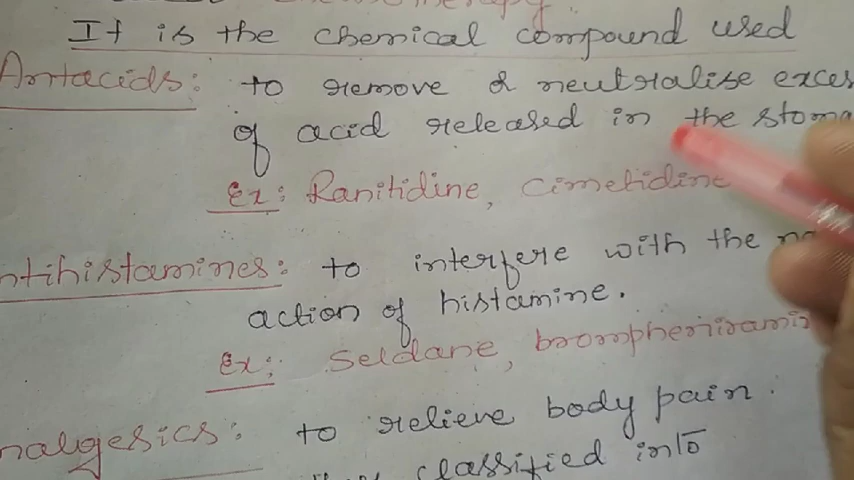 It is the chemical compound used
Antacids: to remove & neutralise exces
of acid released in the stoma
Ex: Ranitidine, Cimetidine
ntihistamines: to interfere with the
action of histamine.
Ex: Seldane, brompheniramin
nalgesics: to relieve body pain.
classified into